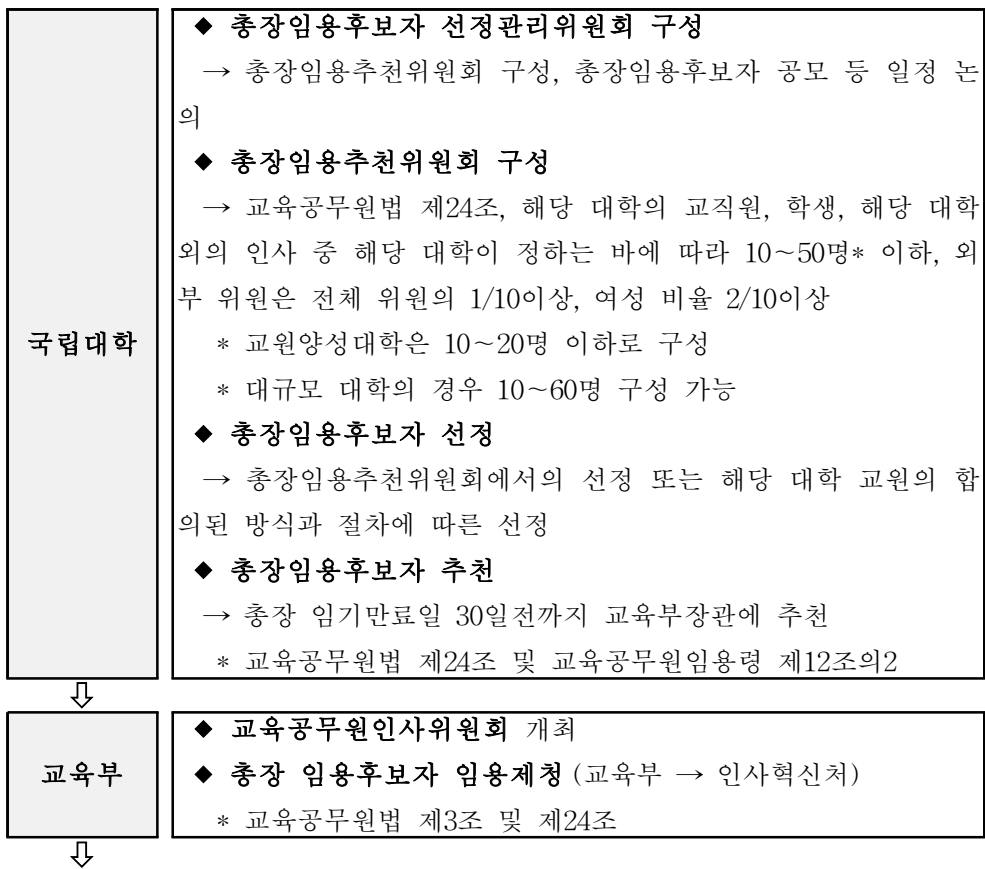 국립대학
◆ 총장임용후보자 선정관리위원회 구성
→ 총장임용추천위원회 구성, 총장임용후보자 공모 등 일정 논
의
◆ 총장임용추천위원회 구성
→ 교육공무원법 제24조, 해당 대학의 교직원, 학생, 해당 대학
외의 인사 중 해당 대학이 정하는 바에 따라 10~50명* 이하, 외
부 위원은 전체 위원의 1/10이상, 여성 비율 2/10이상
* 교원양성대학은 10~20명 이하로 구성
* 대규모 대학의 경우 10~60명 구성 가능
◆ 총장임용후보자 선정
→ 총장임용추천위원회에서의 선정 또는 해당 대학 교원의 합
의된 방식과 절차에 따른 선정
◆ 총장임용후보자 추천
→ 총장 임기만료일 30일전까지 교육부장관에 추천
* 교육공무원법 제24조 및 교육공무원임용령 제12조의2
⇩
교육부
◆ 교육공무원인사위원회 개최
◆ 총장 임용후보자 임용제청 (교육부 → 인사혁신처)
* 교육공무원법 제3조 및 제24조
⇩